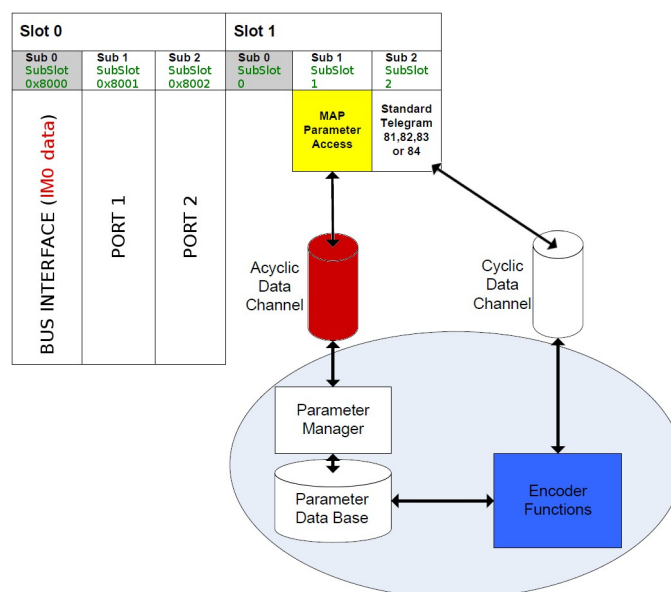 Slot 0
Slot 1
Sub 0
SubSlot
0x8000
Sub 1
SubSlot
0x8001
Sub 2
SubSlot
0x8002
Sub 0
SubSlot
0
Sub 1
SubSlot
1
Sub 2
SubSlot
2
BUS INTERFACE (IM0 data)
PORT 1
PORT 2
MAP
Parameter
Access
Standard
Telegram
81,82,83
or 84
Acyclic
Data
Channel
Cyclic
Data
Channel
Parameter
Manager
Parameter
Data Base
Encoder
Functions